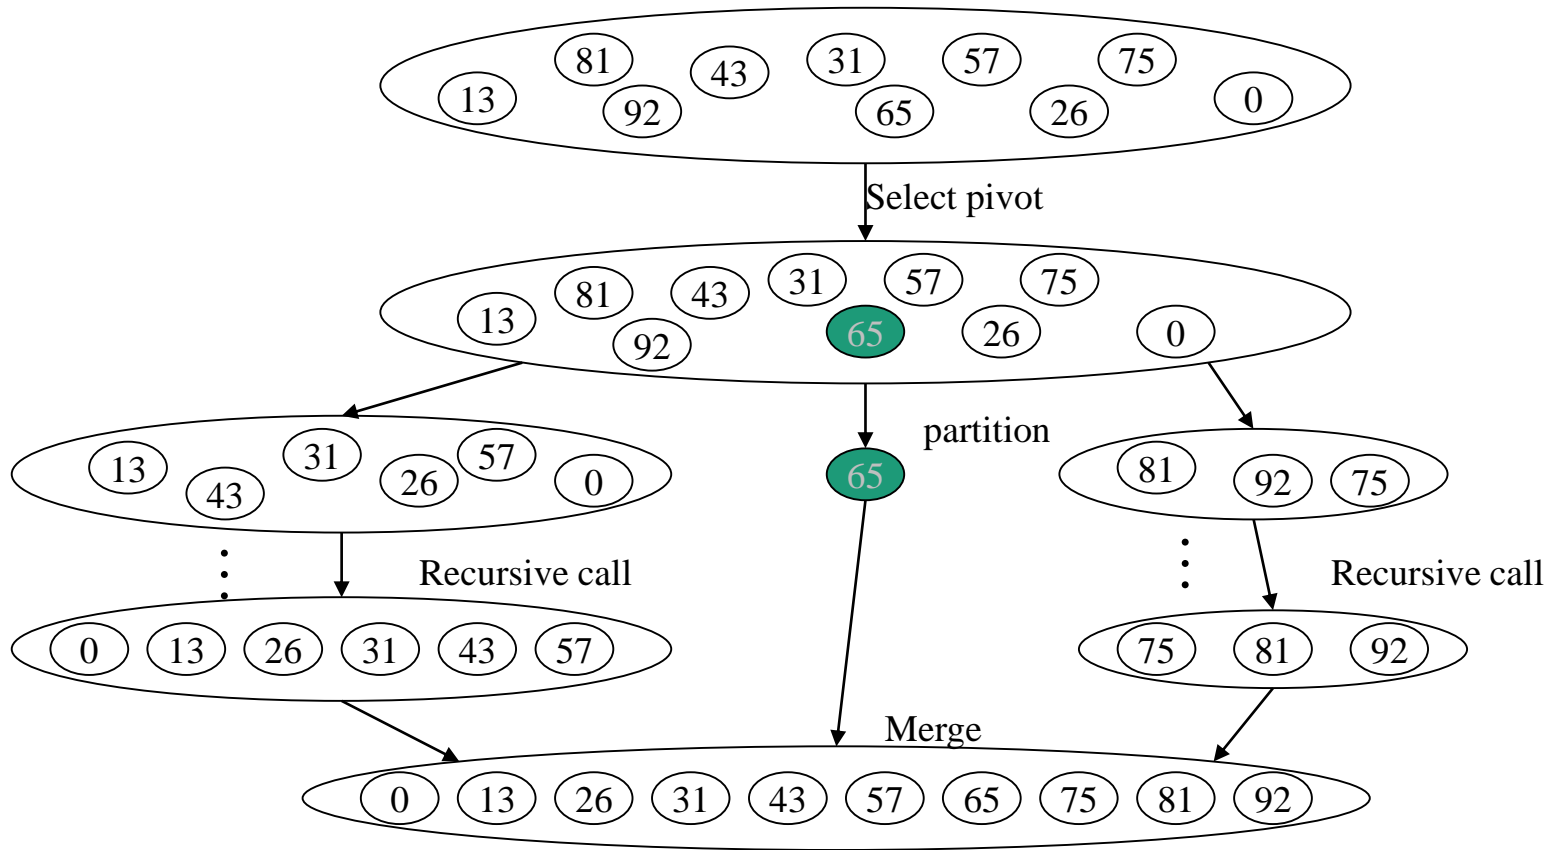 81 43 31 57 75
13 92 65 26 0
Select pivot
81 43 31 57 75
13 92 65 26 0
partition
13 43 31 26 57 0
65
81 92 75
Recursive call
Recursive call
0 13 26 31 43 57
75 81 92
Merge
0 13 26 31 43 57 65 75 81 92